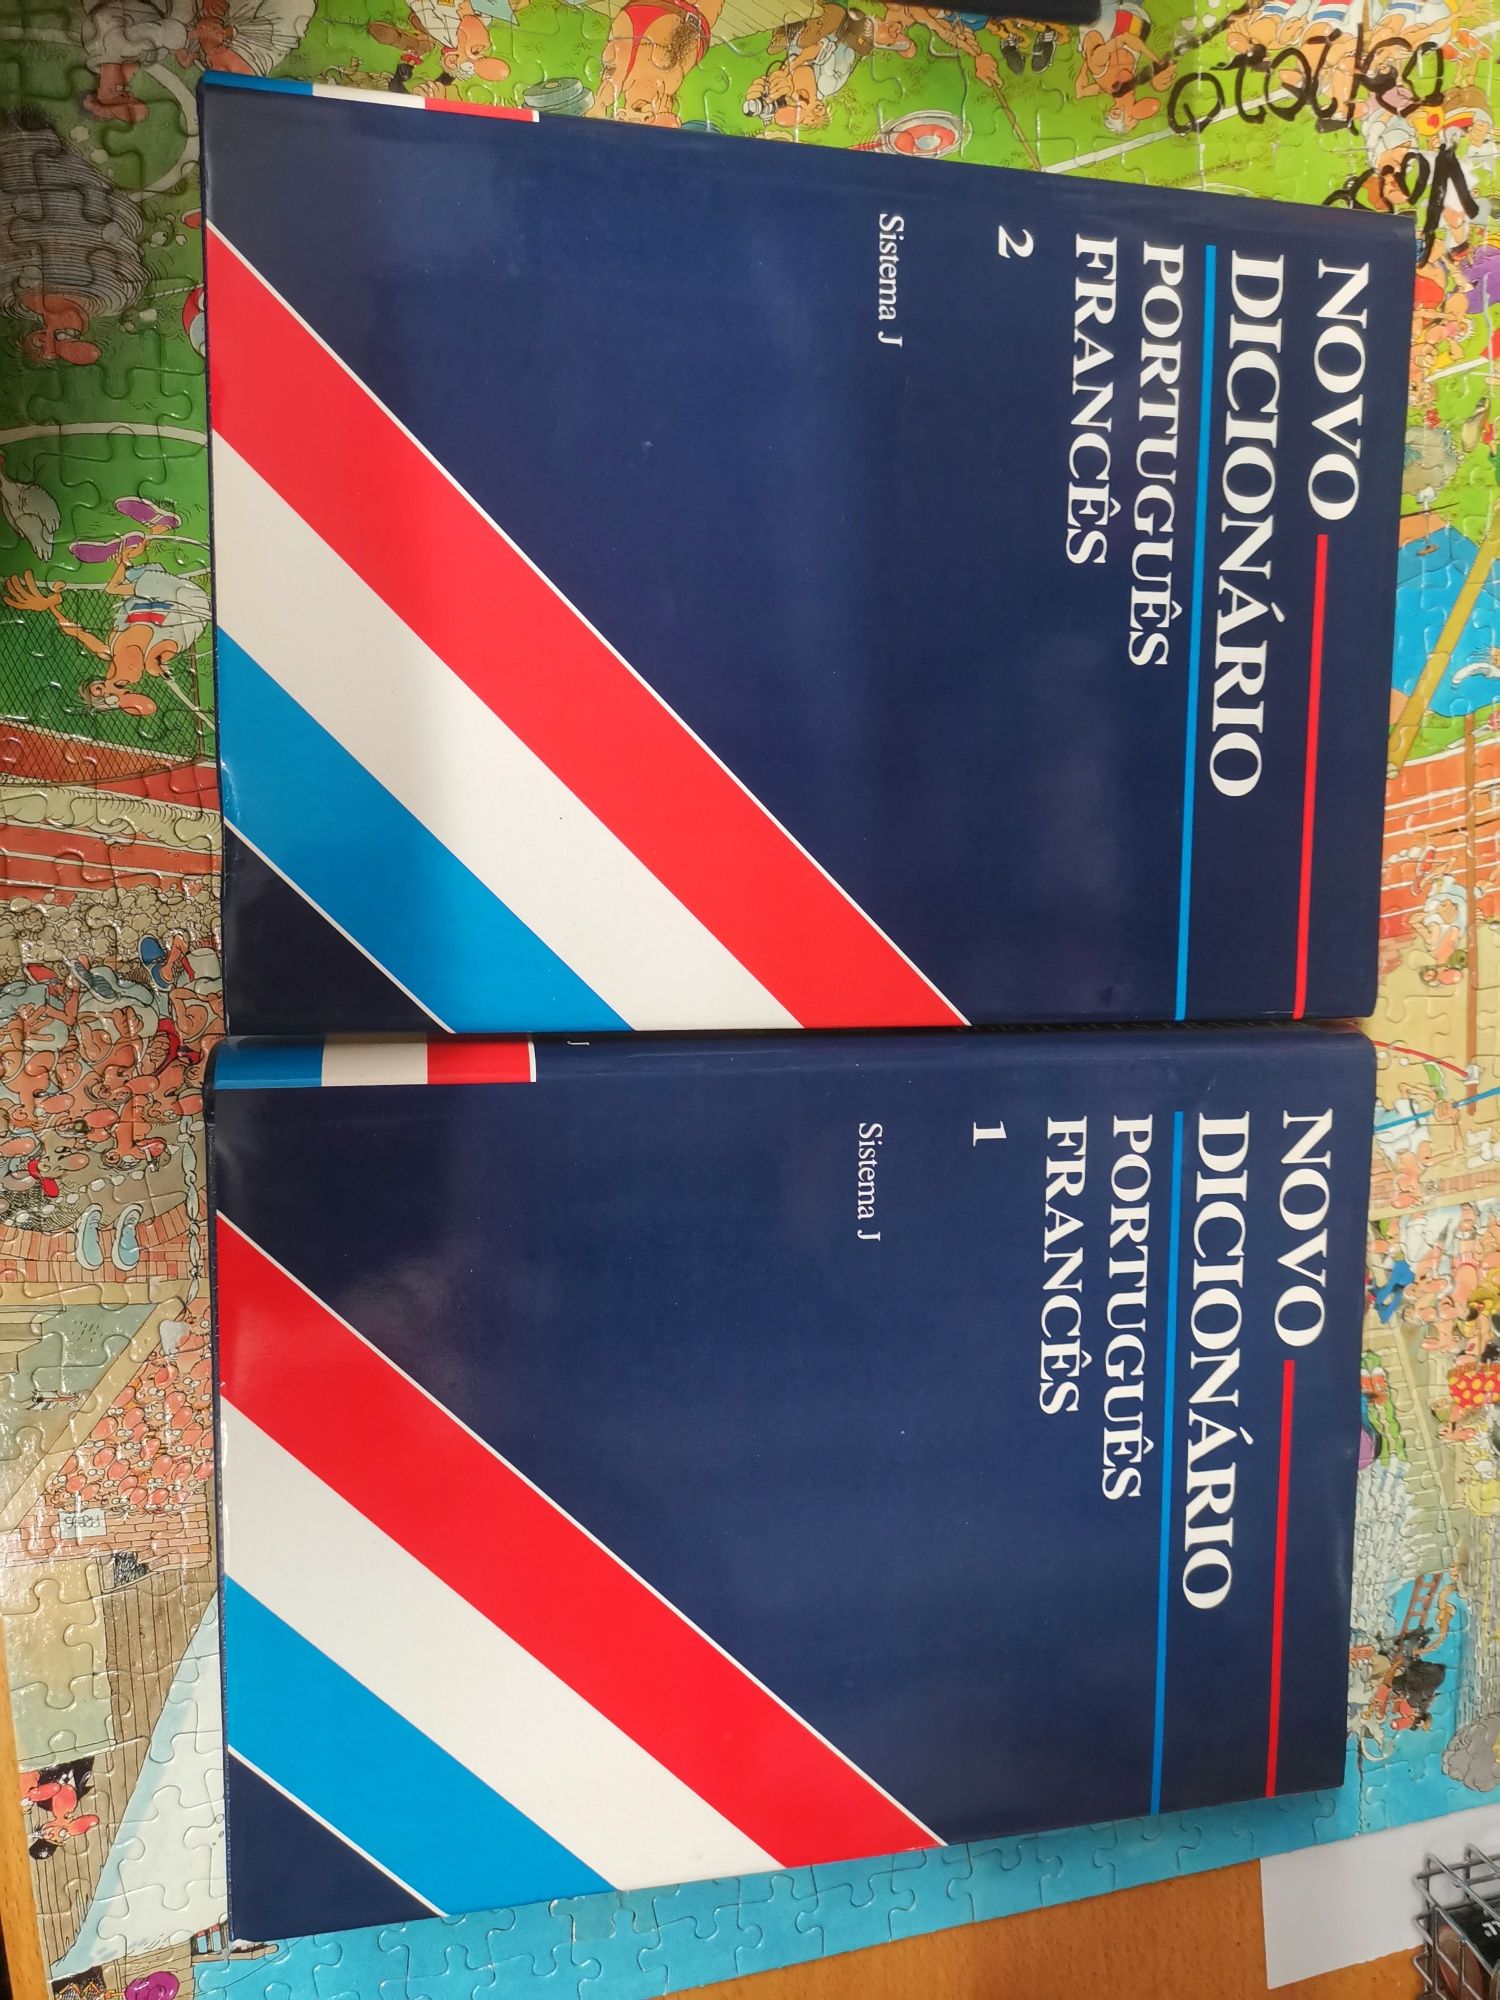 NOVO
DICIONÁRIO
PORTUGUÊS
FRANCÊS
2
Sistema J
NOVO
DICIONÁRIO
PORTUGUÊS
FRANCÊS
1
Sistema J
J